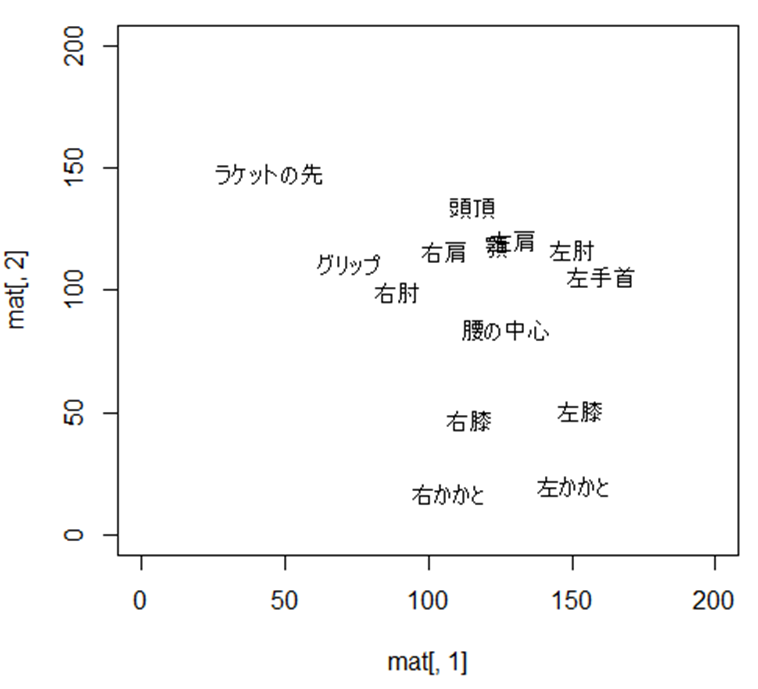 200
150
100
50
0
mat[, 2]
ラケットの先
頭頂
左肩
顎
右肩
左肘
グリップ
左手首
右肘
腰の中心
右膝
左膝
右かかと
左かかと
0
50
100
150
200
mat[, 1]